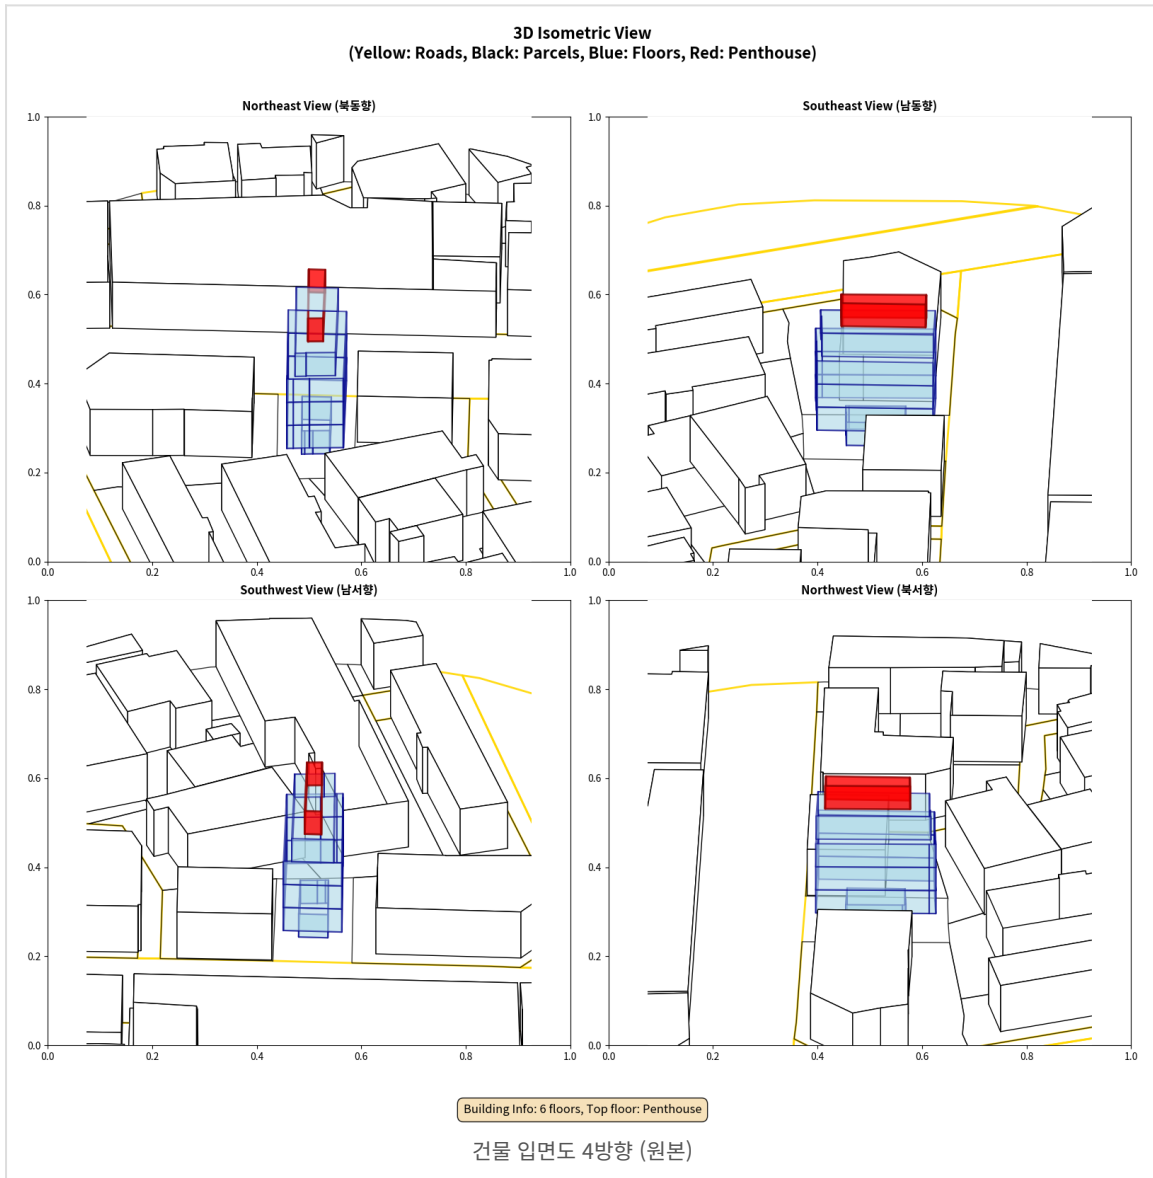 3D Isometric View
(Yellow: Roads, Black: Parcels, Blue: Floors, Red: Penthouse)
Northeast View (북동향)
1.0
0.8
0.6
0.4
0.2
0.0
0.0 0.2 0.4 0.6 0.8 1.0
Southeast View (남동향)
1.0
0.8
0.6
0.4
0.2
0.0
0.0 0.2 0.4 0.6 0.8 1.0
Southwest View (남서향)
1.0
0.8
0.6
0.4
0.2
0.0
0.0 0.2 0.4 0.6 0.8 1.0
Northwest View (북서향)
1.0
0.8
0.6
0.4
0.2
0.0
0.0 0.2 0.4 0.6 0.8 1.0
Building Info: 6 floors, Top floor: Penthouse
건물 입면도 4방향 (원본)